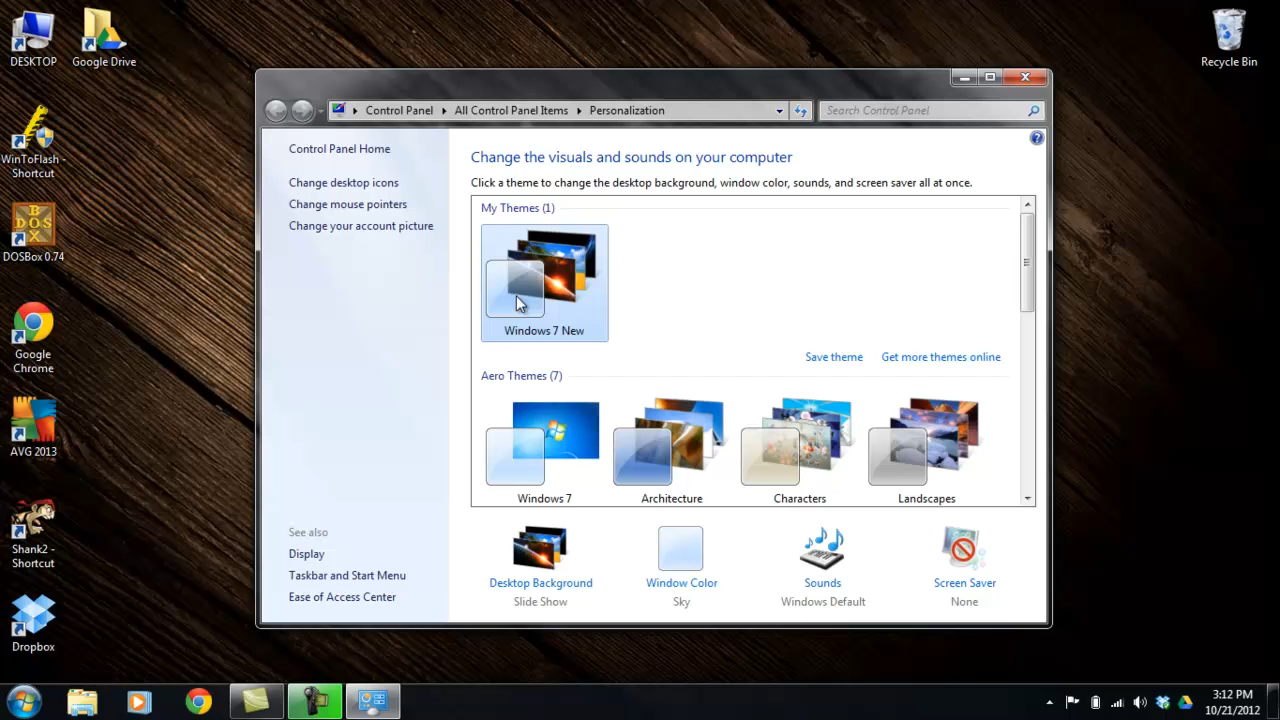 DESKTOP
Google Drive
Recycle Bin
WinToFlash -
Shortcut
DOSBox 0.74
Google
Chrome
AVG 2013
Shank2 -
Shortcut
Dropbox
Control Panel
All Control Panel Items
Personalization
Search Control Panel
Control Panel Home
Change desktop icons
Change mouse pointers
Change your account picture
See also
Display
Taskbar and Start Menu
Ease of Access Center
Change the visuals and sounds on your computer
Click a theme to change the desktop background, window color, sounds, and screen saver all at once.
My Themes (1)
Windows 7 New
Save theme
Get more themes online
Aero Themes (7)
Windows 7
Architecture
Characters
Landscapes
Desktop Background
Slide Show
Window Color
Sky
Sounds
Windows Default
Screen Saver
None
3:12 PM
10/21/2012